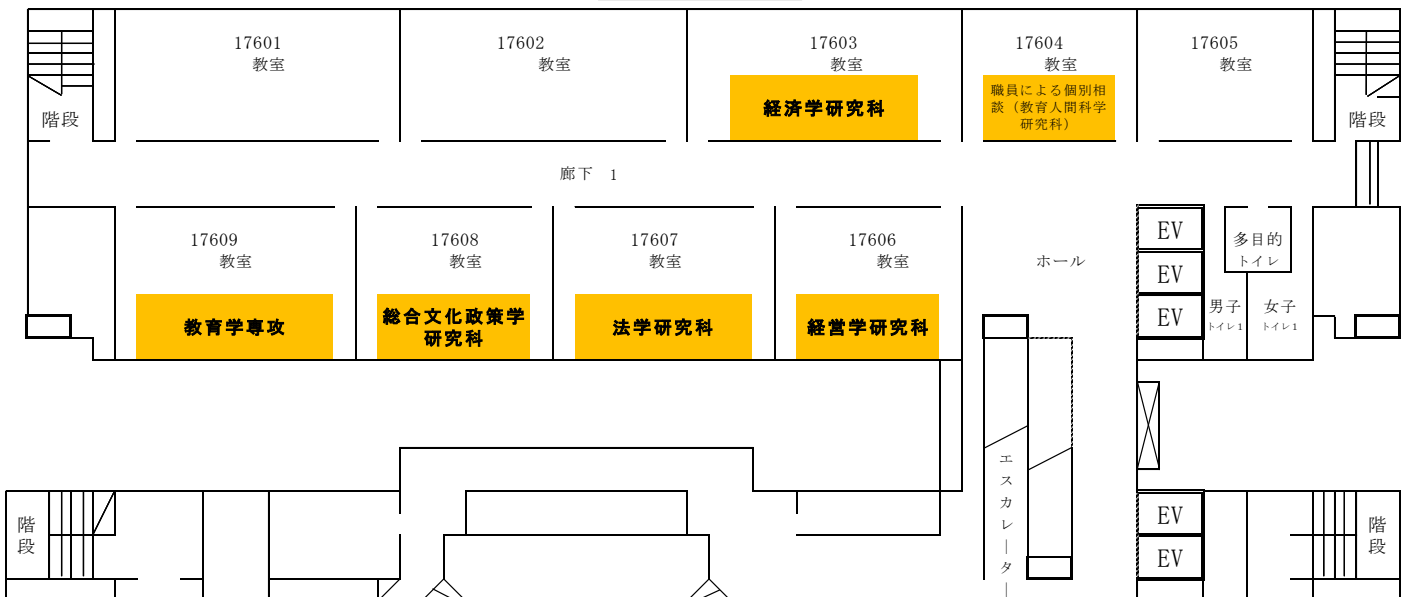 17601
教室
17602
教室
17603
教室
経済学研究科
17604
教室
職員による個別相
談（教育人間科学
研究科）
17605
教室
階段
階段
廊下 1
17609
教室
教育学専攻
17608
教室
総合文化政策学
研究科
17607
教室
法学研究科
17606
教室
経営学研究科
ホール
EV
EV
EV
多目的
トイレ
男子
トイレ1
女子
トイレ1
エスカレーター
階段
EV
EV
階段